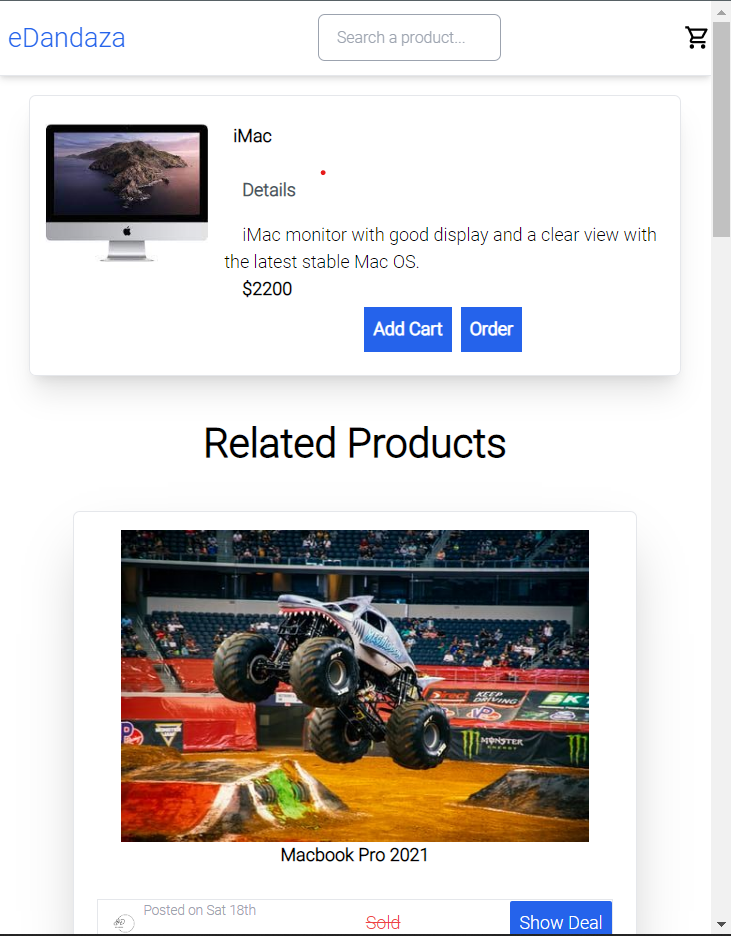 eDandaza
Search a product...
iMac
Details
iMac monitor with good display and a clear view with
the latest stable Mac OS.
$2200
Add Cart
Order
Related Products
KEEP
DRIVING
MONSTER
ENERGY
Macbook Pro 2021
Posted on Sat 18th
Sold
Show Deal